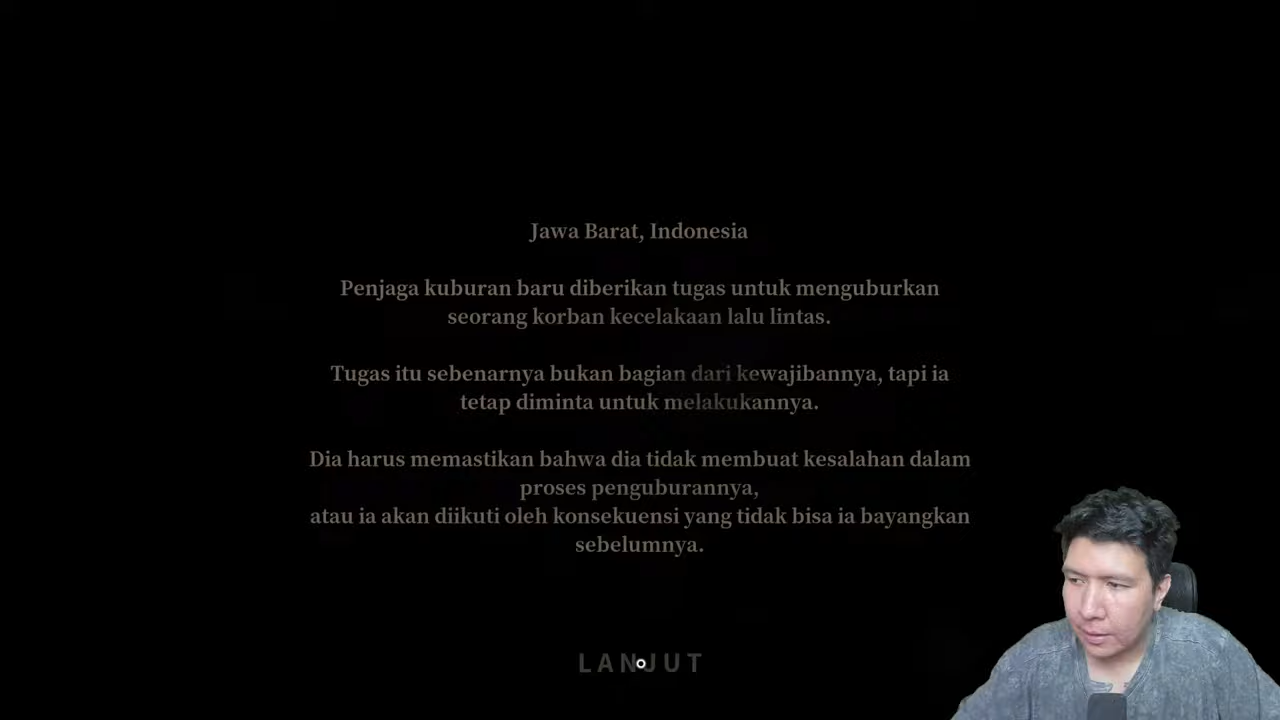 Jawa Barat, Indonesia
Penjaga kuburan baru diberikan tugas untuk menguburkan
seorang korban kecelakaan lalu lintas.
Tugas itu sebenarnya bukan bagian dari kewajibannya, tapi ia
tetap diminta untuk melakukannya.
Dia harus memastikan bahwa dia tidak membuat kesalahan dalam
proses penguburannya,
atau ia akan diikuti oleh konsekuensi yang tidak bisa ia bayangkan
sebelumnya.
LANJUT